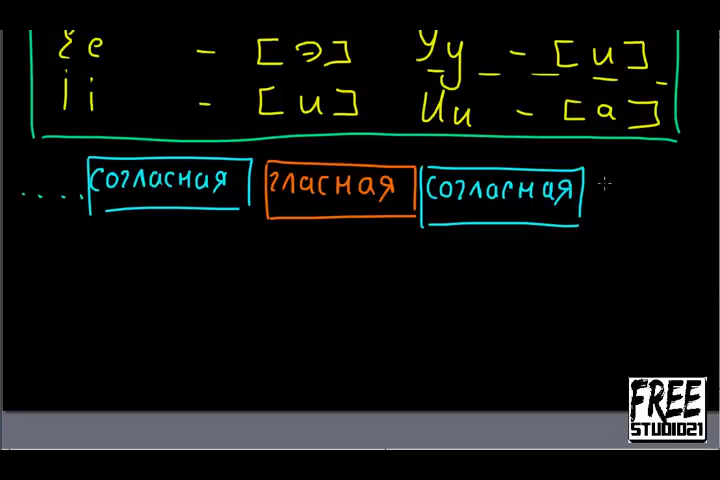 Ee - [э] Yy - [и]
Ii - [и] Uu - [а]
.... согласная гласная согласная
FREE
STUDIO21